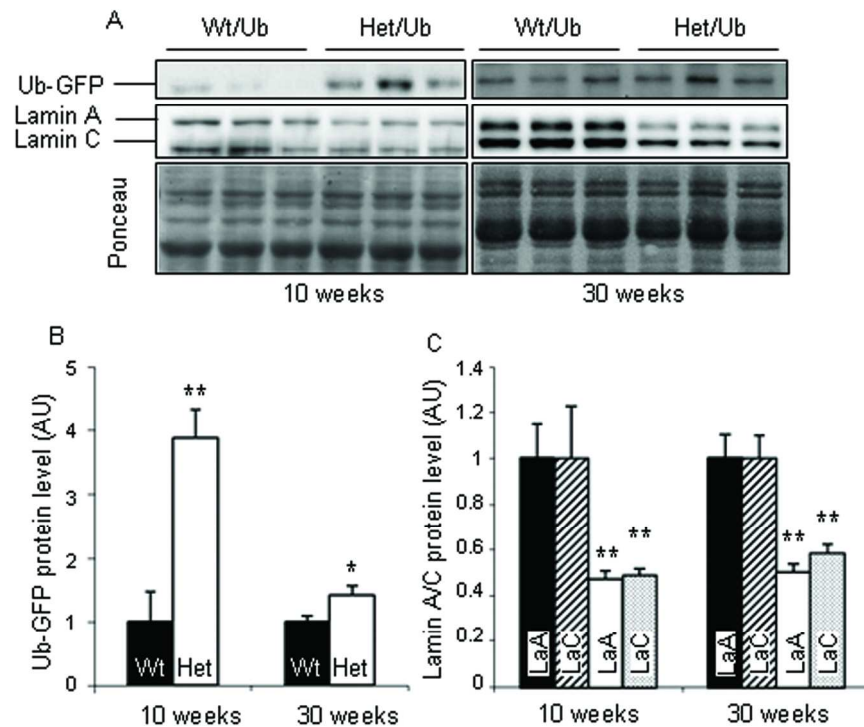 A
Wt/Ub Het/Ub Wt/Ub Het/Ub
Ub-GFP
Lamin A
Lamin C
Ponceau
10 weeks 30 weeks
B
Ub-GFP protein level (AU)
5
4
3
2
1
0
**
*
Wt Het Wt Het
10 weeks 30 weeks
C
Lamin A/C protein level (AU)
1.4
1.2
1
0.8
0.6
0.4
0.2
0
** ** ** **
LaA LaC LaA LaC LaA LaC LaA LaC
10 weeks 30 weeks